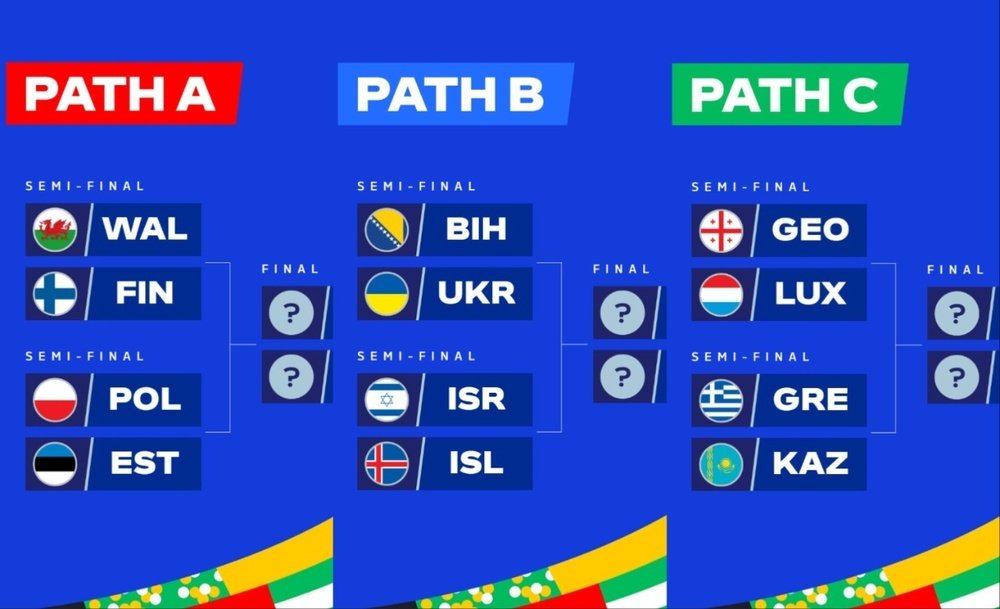 PATH A
SEMI-FINAL
WAL
FIN
SEMI-FINAL
POL
EST
FINAL
?
?
PATH B
SEMI-FINAL
BIH
UKR
SEMI-FINAL
ISR
ISL
FINAL
?
?
PATH C
SEMI-FINAL
GEO
LUX
SEMI-FINAL
GRE
KAZ
FINAL
?
?